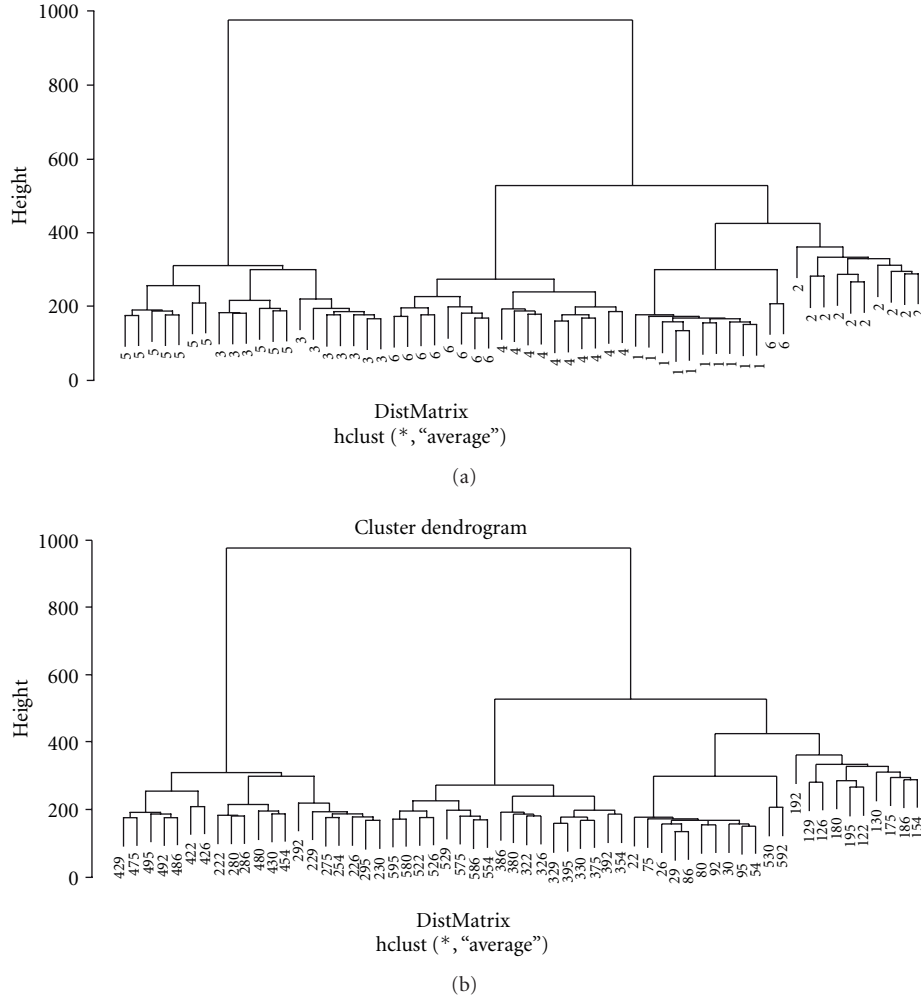 1000
800
600
400
200
0
Height
5 5 5 5 5 5 5 3 3 3 5 5 5 3 3 3 3 3 3 3 6 6 6 6 6 6 6 6 4 4 4 4 4 4 4 4 4 4 1 1 1 1 1 1 1 1 1 1 6 6 2 2 2 2 2 2 2 2 2 2
DistMatrix
hclust (*, “average”)
(a)
Cluster dendrogram
1000
800
600
400
200
0
Height
429 475 495 492 486 422 426 222 280 286 480 430 454 292 229 275 254 226 295 230 595 580 522 526 529 575 586 554 386 380 322 326 329 395 330 375 392 354 22 75 26 29 86 80 92 30 95 54 530 592 192 129 126 180 195 122 130 175 186 154
DistMatrix
hclust (*, “average”)
(b)